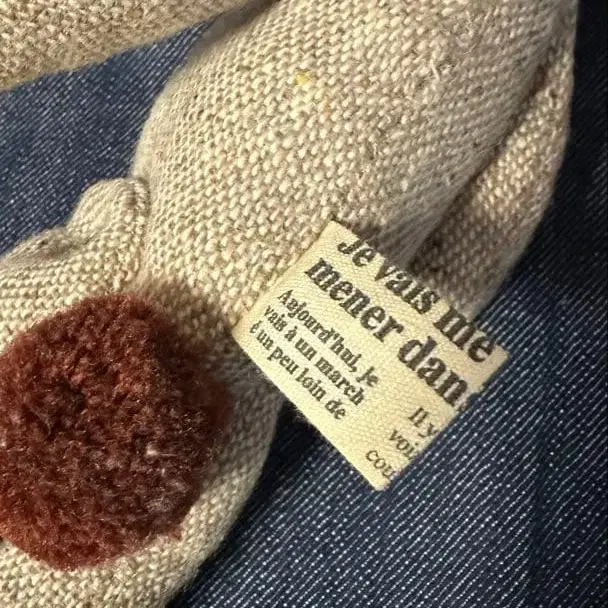 Je vais me
mener dan
Aujourd'hui, je
vais à un march
é un peu loin de
Il y
voi
cou